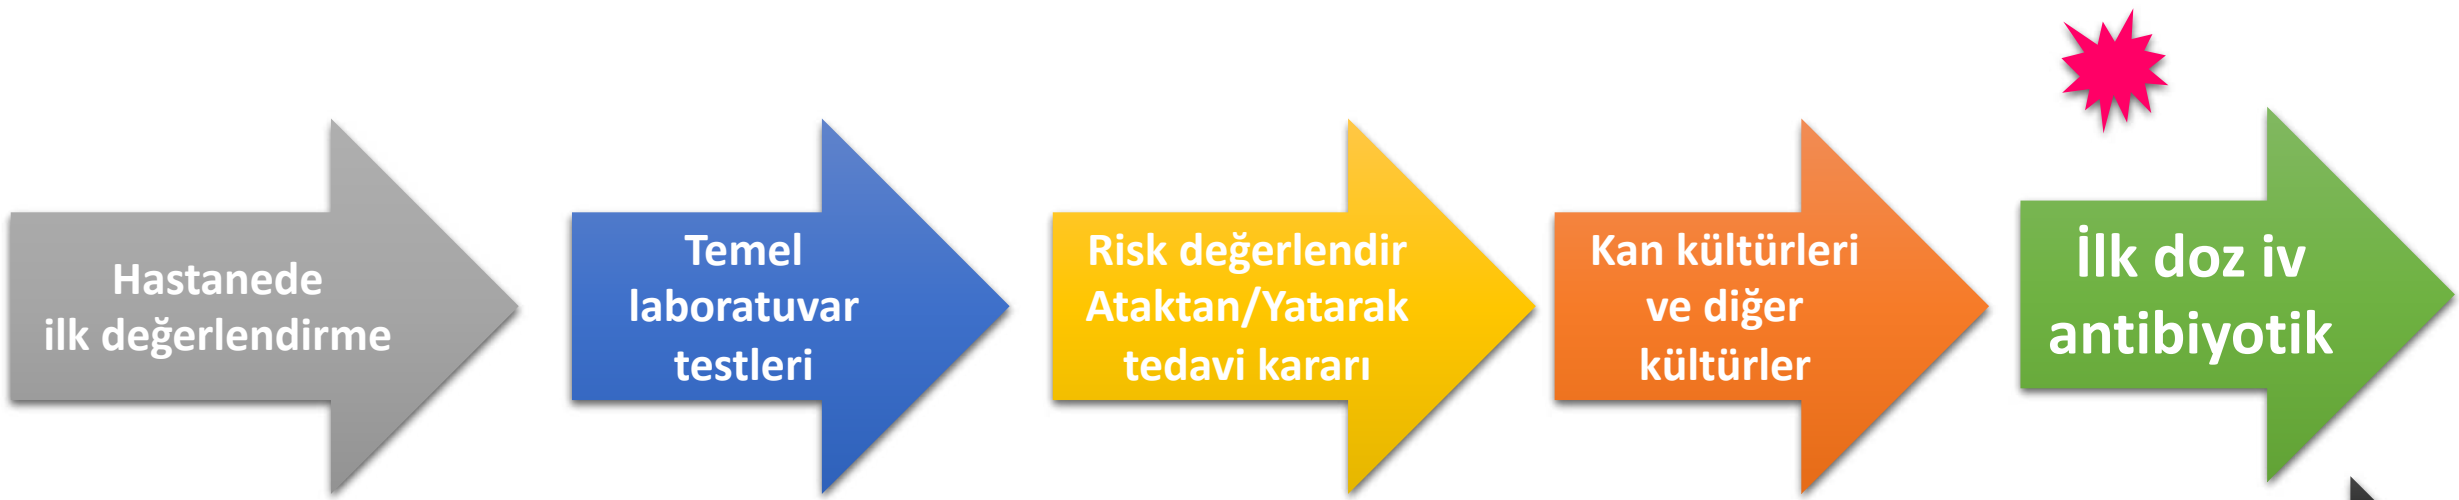 Hastanede
ilk değerlendirme
Temel
laboratuvar
testleri
Risk değerlendir
Ataktan/Yatarak
tedavi kararı
Kan kültürleri
ve diğer
kültürler
İlk doz iv
antibiyotik